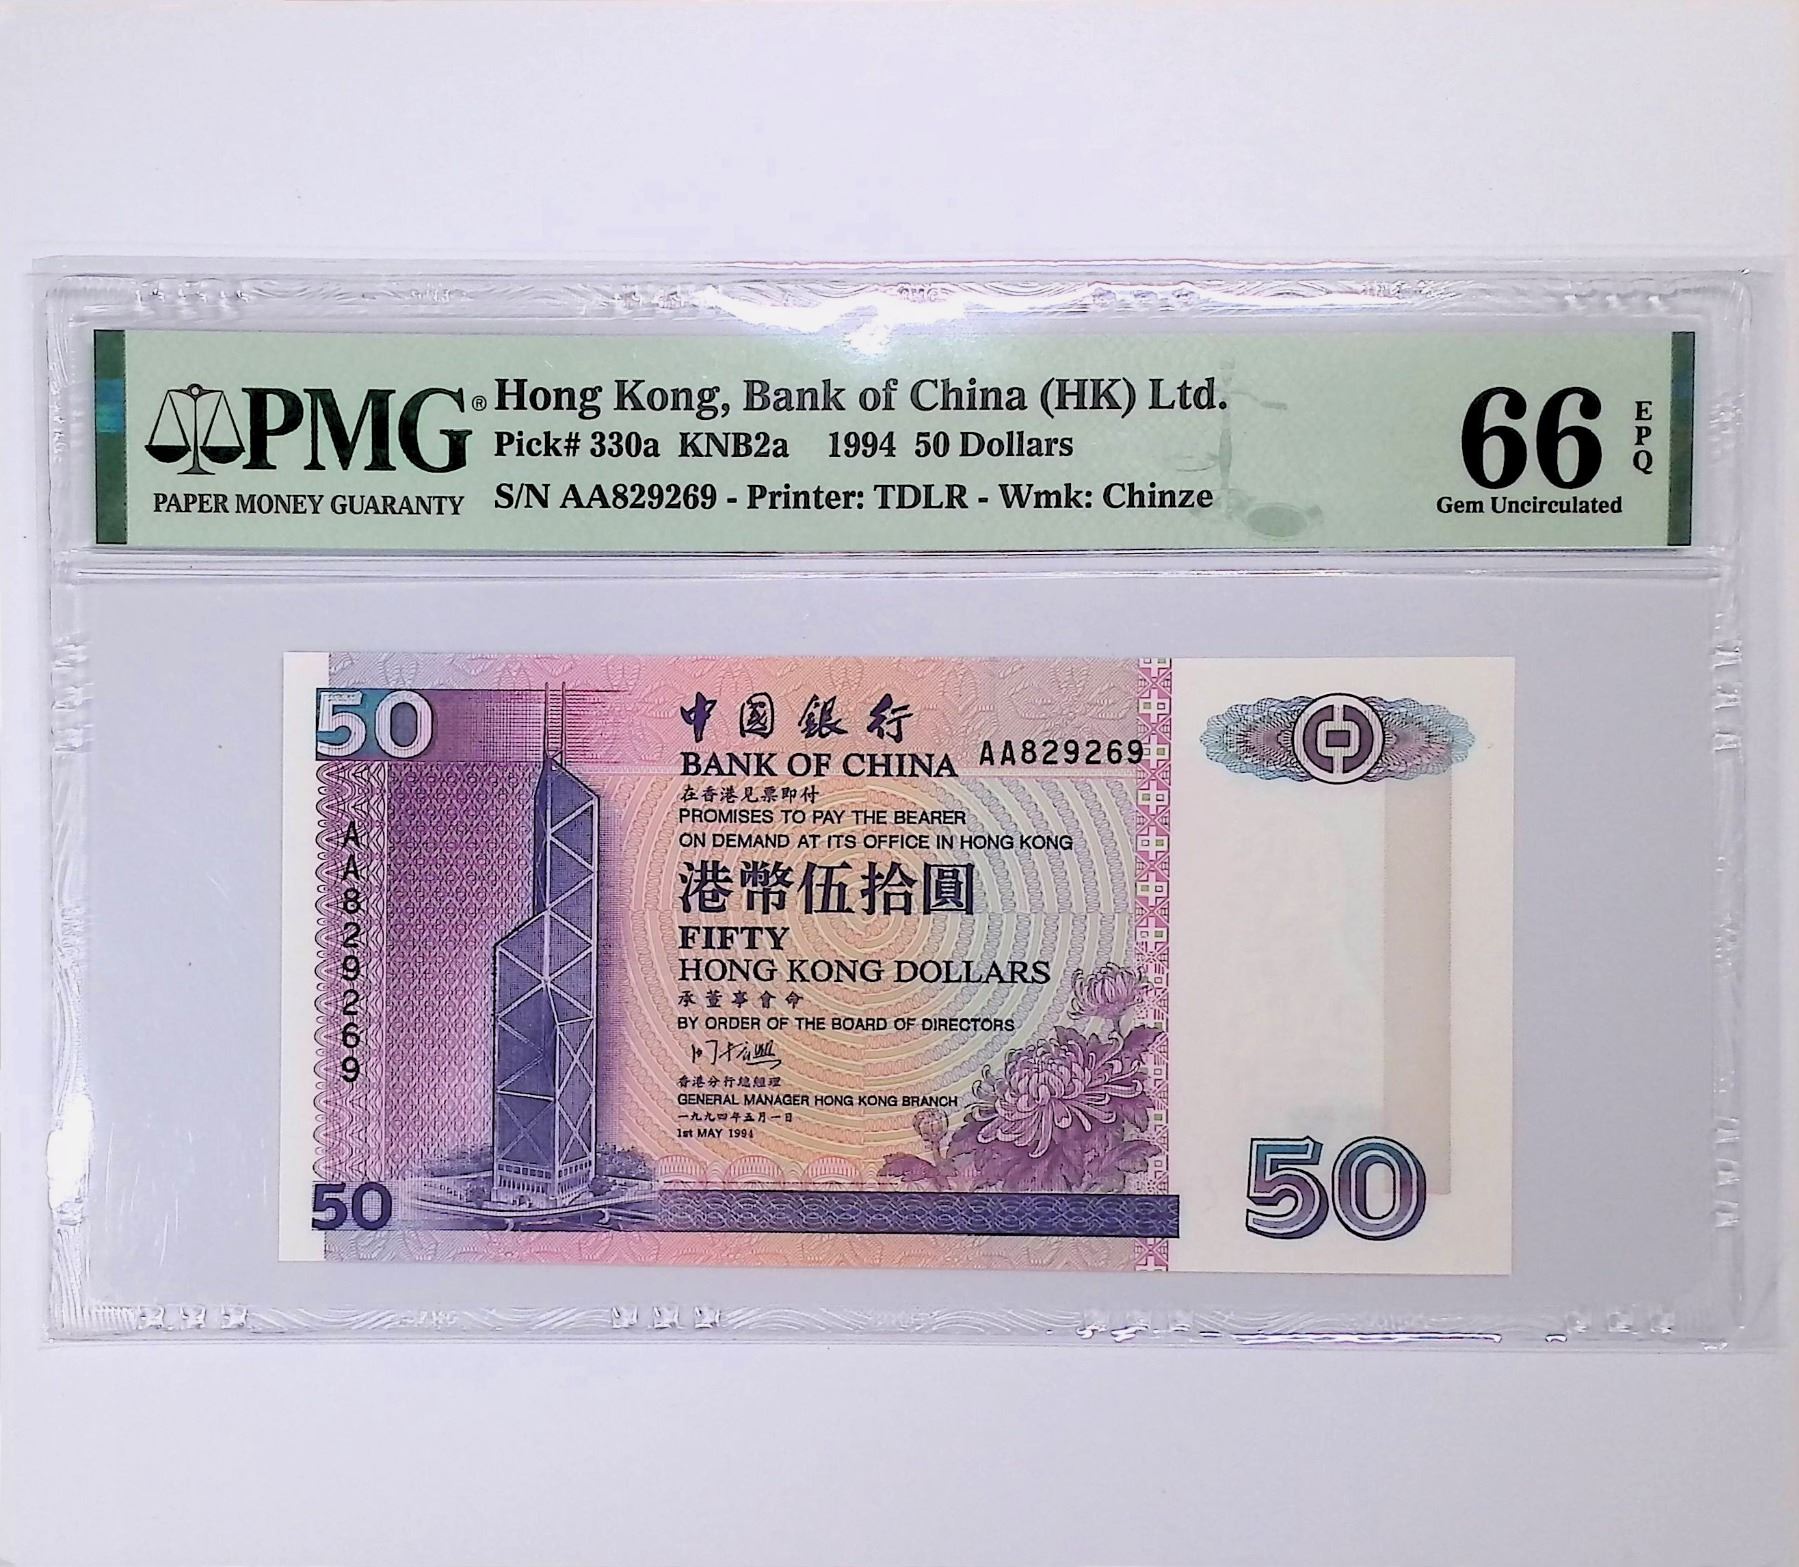 PMG®
PAPER MONEY GUARANTY
Hong Kong, Bank of China (HK) Ltd.
Pick# 330a KNB2a 1994 50 Dollars
S/N AA829269 - Printer: TDLR - Wmk: Chinze
66
EPQ
Gem Uncirculated
50
中國銀行
BANK OF CHINA
AA829269
在香港見票即付
PROMISES TO PAY THE BEARER
ON DEMAND AT ITS OFFICE IN HONG KONG
港幣伍拾圓
FIFTY
HONG KONG DOLLARS
承董事會命
BY ORDER OF THE BOARD OF DIRECTORS
香港分行總經理
GENERAL MANAGER HONG KONG BRANCH
一九九四年五月一日
1st MAY 1994
AA829269
50
50